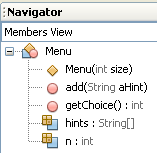 Navigator
Members View
Menu
Menu(int size)
add(String aHint)
getChoice() : int
hints : String[]
n : int